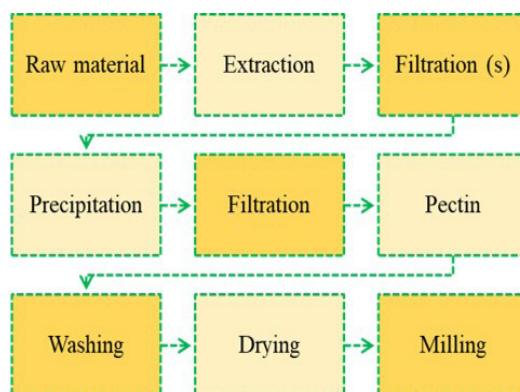 Raw material
Extraction
Filtration (s)
Precipitation
Filtration
Pectin
Washing
Drying
Milling